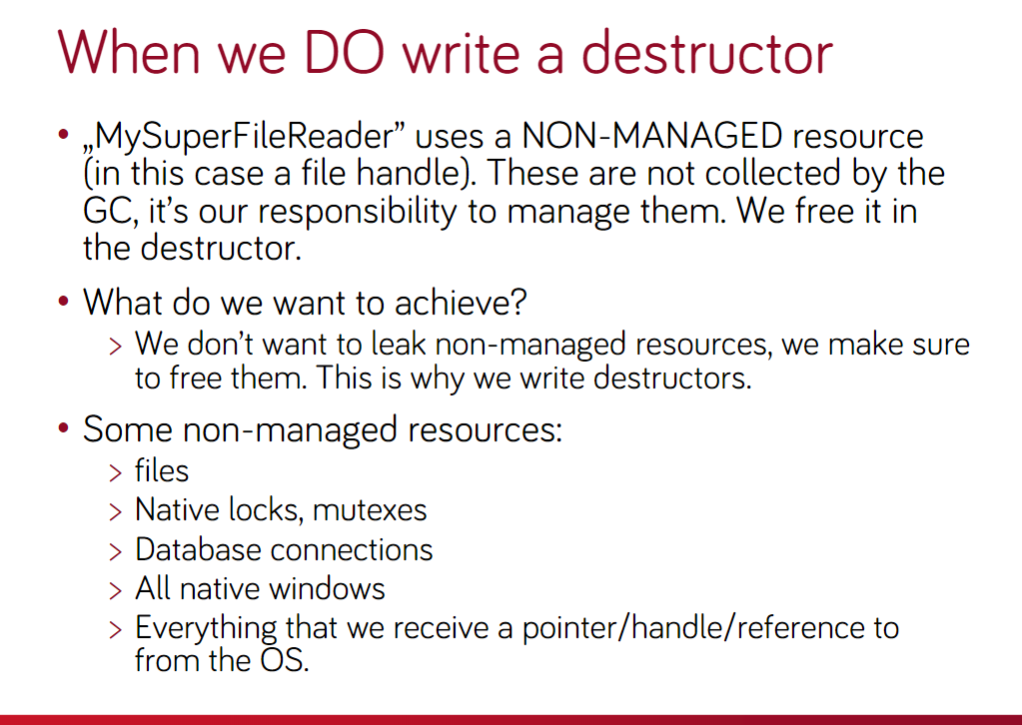 When we DO write a destructor
• „MySuperFileReader” uses a NON-MANAGED resource
(in this case a file handle). These are not collected by the
GC, it’s our responsibility to manage them. We free it in
the destructor.
• What do we want to achieve?
> We don’t want to leak non-managed resources, we make sure
to free them. This is why we write destructors.
• Some non-managed resources:
> files
> Native locks, mutexes
> Database connections
> All native windows
> Everything that we receive a pointer/handle/reference to
from the OS.